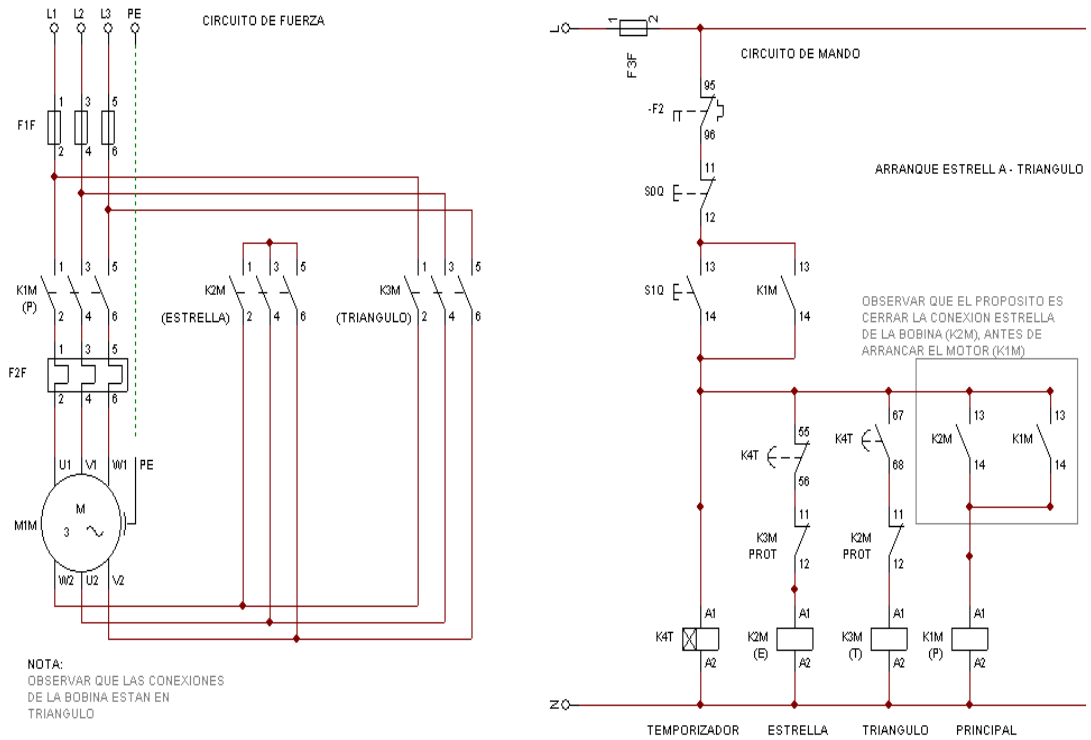 L1 L2 L3 PE
CIRCUITO DE FUERZA
1 3 5
F1F
2 4 6
1 3 5
K1M
(P)
2 4 6
1 3 5
K2M
(ESTRELLA)
2 4 6
1 3 5
K3M
(TRIANGULO)
2 4 6
1 3 5
F2F
2 4 6
U1 V1 W1 PE
M1M
M
3
W2 U2 V2
NOTA:
OBSERVAR QUE LAS CONEXIONES
DE LA BOBINA ESTAN EN
TRIANGULO
L
1 2
F3F
CIRCUITO DE MANDO
95
-F2
96
ARRANQUE ESTRELLA - TRIANGULO
11
S0Q
12
13
S1Q
14
13
K1M
14
OBSERVAR QUE EL PROPOSITO ES
CERRAR LA CONEXION ESTRELLA
DE LA BOBINA (K2M), ANTES DE
ARRANCAR EL MOTOR (K1M)
55
K4T
56
67
K4T
68
13
K2M
14
13
K1M
14
11
K3M
PROT
12
11
K2M
PROT
12
A1
K4T
A2
A1
K2M
(E)
A2
A1
K3M
(T)
A2
A1
K1M
(P)
A2
N
TEMPORIZADOR ESTRELLA TRIANGULO PRINCIPAL